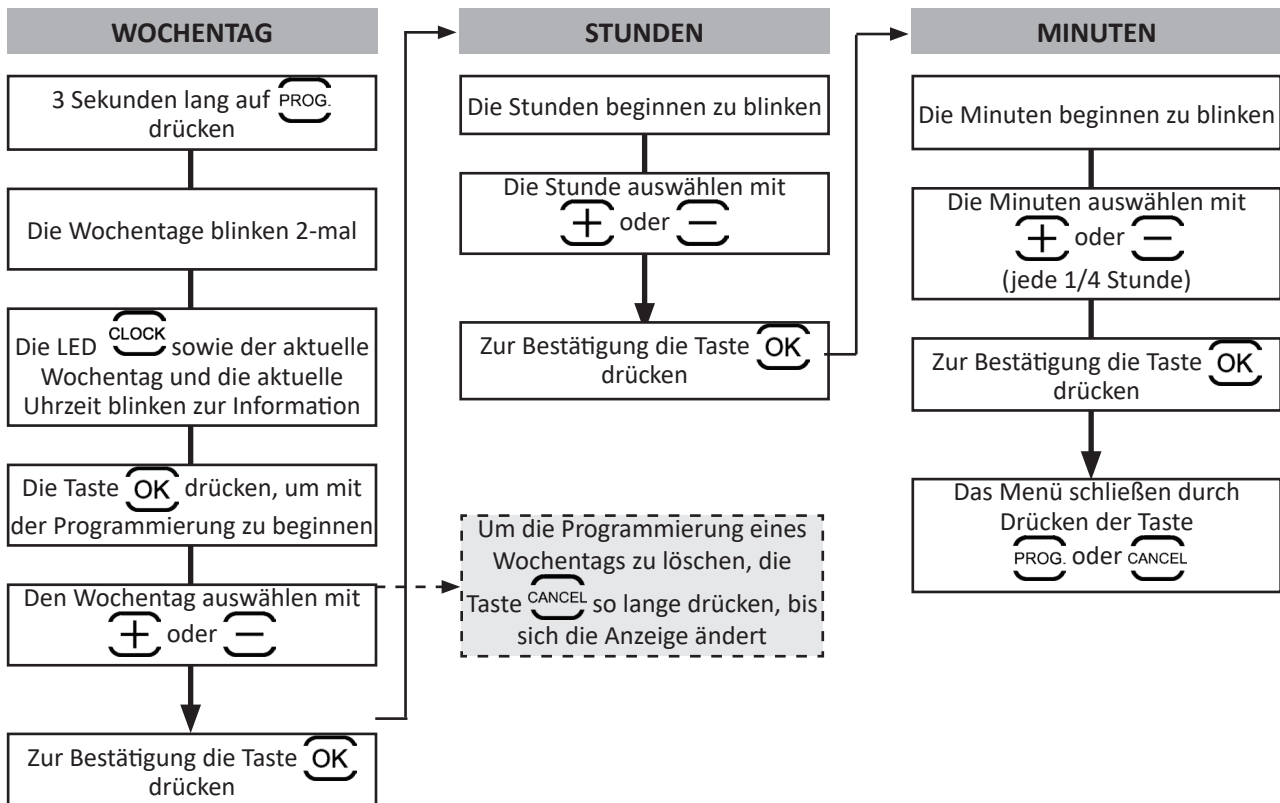 WOCHENTAG
3 Sekunden lang auf PROG.
drücken
Die Wochentage blinken 2-mal
Die LED CLOCK sowie der aktuelle
Wochentag und die aktuelle
Uhrzeit blinken zur Information
Die Taste OK drücken, um mit
der Programmierung zu beginnen
Den Wochentag auswählen mit
+ oder −
Zur Bestätigung die Taste OK
drücken
STUNDEN
Die Stunden beginnen zu blinken
Die Stunde auswählen mit
+ oder −
Zur Bestätigung die Taste OK
drücken
Um die Programmierung eines
Wochentags zu löschen, die
Taste CANCEL so lange drücken, bis
sich die Anzeige ändert
MINUTEN
Die Minuten beginnen zu blinken
Die Minuten auswählen mit
+ oder −
(jede 1/4 Stunde)
Zur Bestätigung die Taste OK
drücken
Das Menü schließen durch
Drücken der Taste
PROG. oder CANCEL